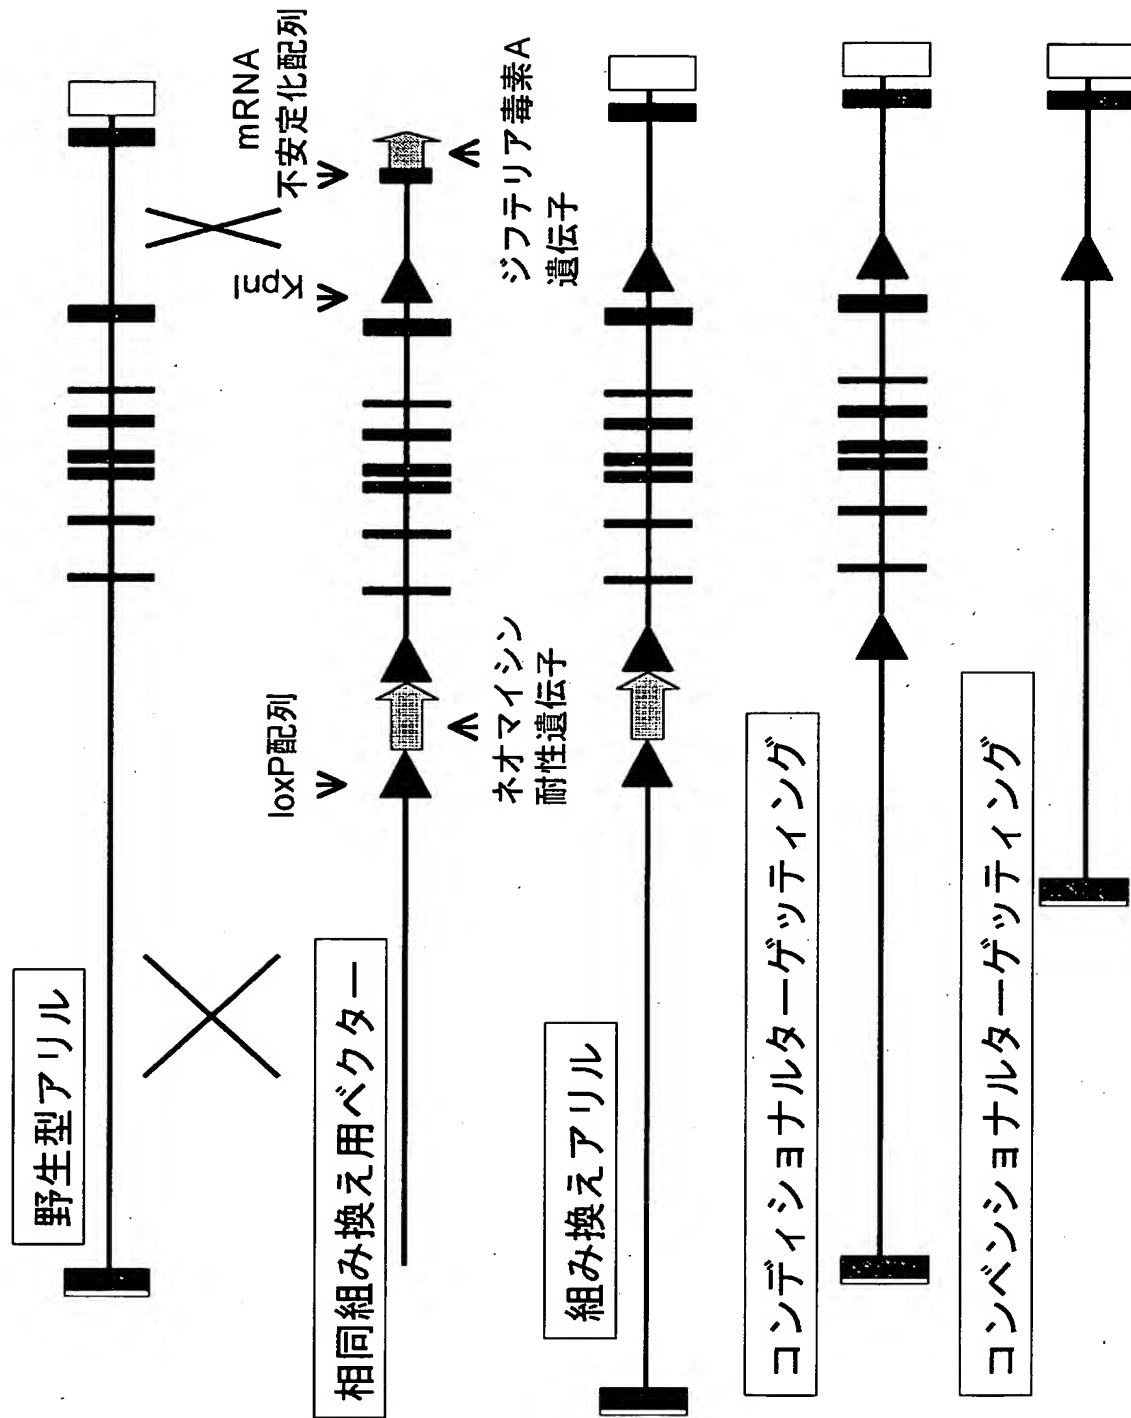 野生型アリル
mRNA
不安定化配列
KpnI
loxP配列
相同組み換え用ベクター
ネオマイシン
耐性遺伝子
ジフテリア毒素A
遺伝子
組み換えアリル
コンディショナルターゲッティング
コンベンショナルターゲッティング